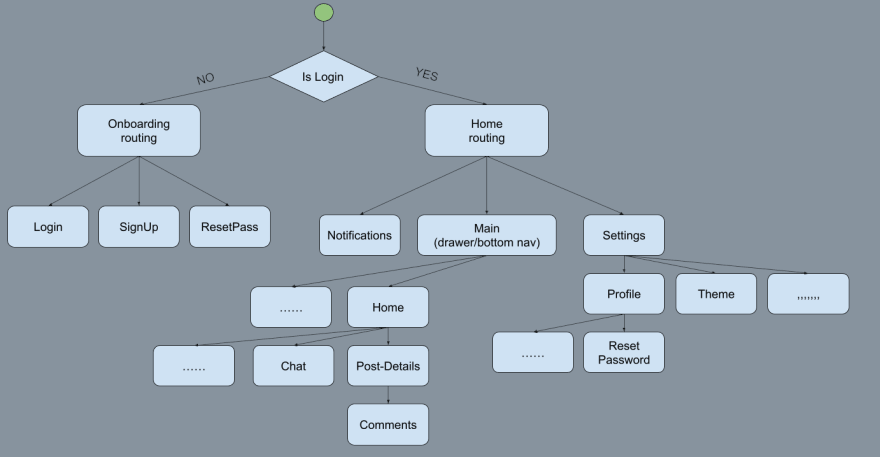 Is Login
NO
YES
Onboarding
routing
Home
routing
Login
SignUp
ResetPass
Notifications
Main
(drawer/bottom nav)
Settings
......
Home
Profile
Theme
,,,,,,,
......
Chat
Post-Details
......
Reset
Password
Comments